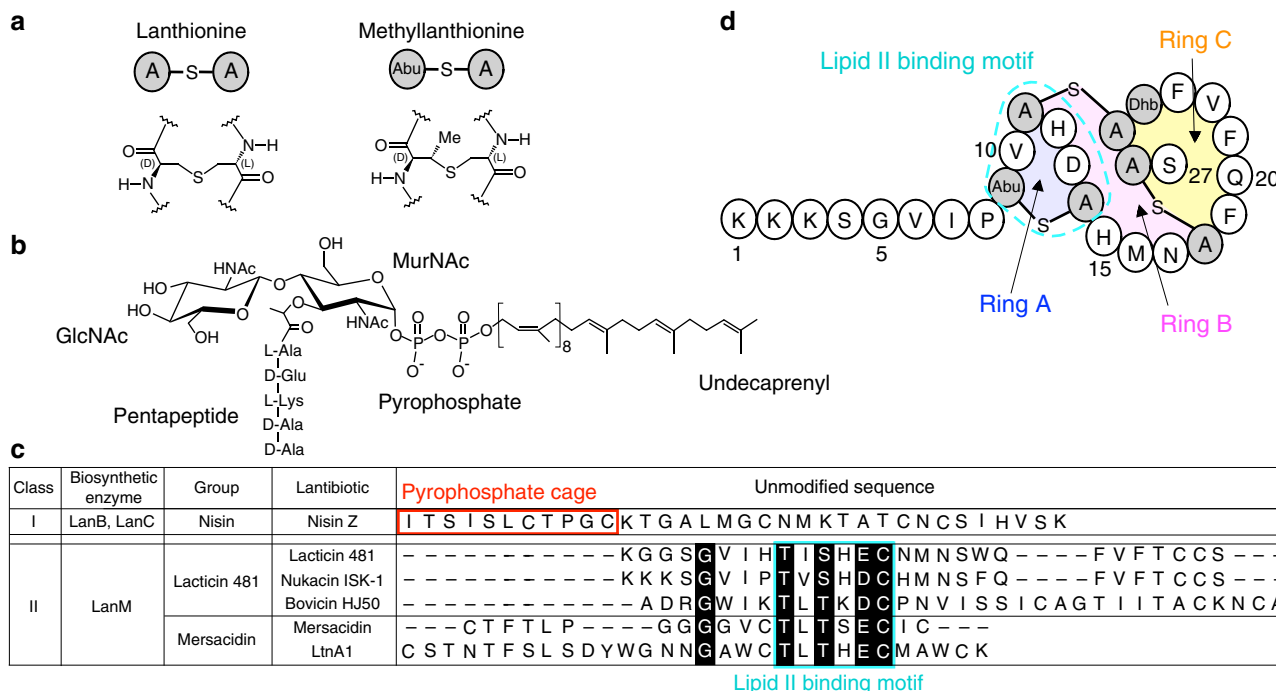 a
Lanthionine
A S A
O (D) N–H S H–N (L) O
Methyllanthionine
Abu S A
O (D) Me N–H S H–N (L) O
b
OH
HNAc O MurNAc
HO O O O
HO O
GlcNAc OH O HNAc O O O
O P O P O
O- O- 8
L-Ala
D-Glu
L-Lys
D-Ala
D-Ala
Pentapeptide
Pyrophosphate
Undecaprenyl
c
Class Biosynthetic enzyme Group Lantibiotic Pyrophosphate cage Unmodified sequence
I LanB, LanC Nisin Nisin Z I T S I S L C T P G C K T G A L M G C N M K T A T C N C S I H V S K
II LanM Lacticin 481 Lacticin 481 – – – – – – – – – – – K G G S G V I H T I S H E C N M N S W Q – – – – F V F T C C S – – –
Nukacin ISK-1 – – – – – – – – – – – K K K S G V I P T V S H D C H M N S F Q – – – – F V F T C C S – – –
Bovicin HJ50 – – – – – – – – – – – – A D R G W I K T L T K D C P N V I S S I C A G T I I T A C K N C A
Mersacidin Mersacidin – – – C T F T L P – – – – G G G G V C T L T S E C I C – – –
LtnA1 C S T N T F S L S D Y W G N N G A W C T L T H E C M A W C K
Lipid II binding motif
d
Ring C
Lipid II binding motif
K K K S G V I P Abu V A H D A H M N A F Q F V F Dhb A A S
S S S
1 5 10 15 20 27
Ring A
Ring B